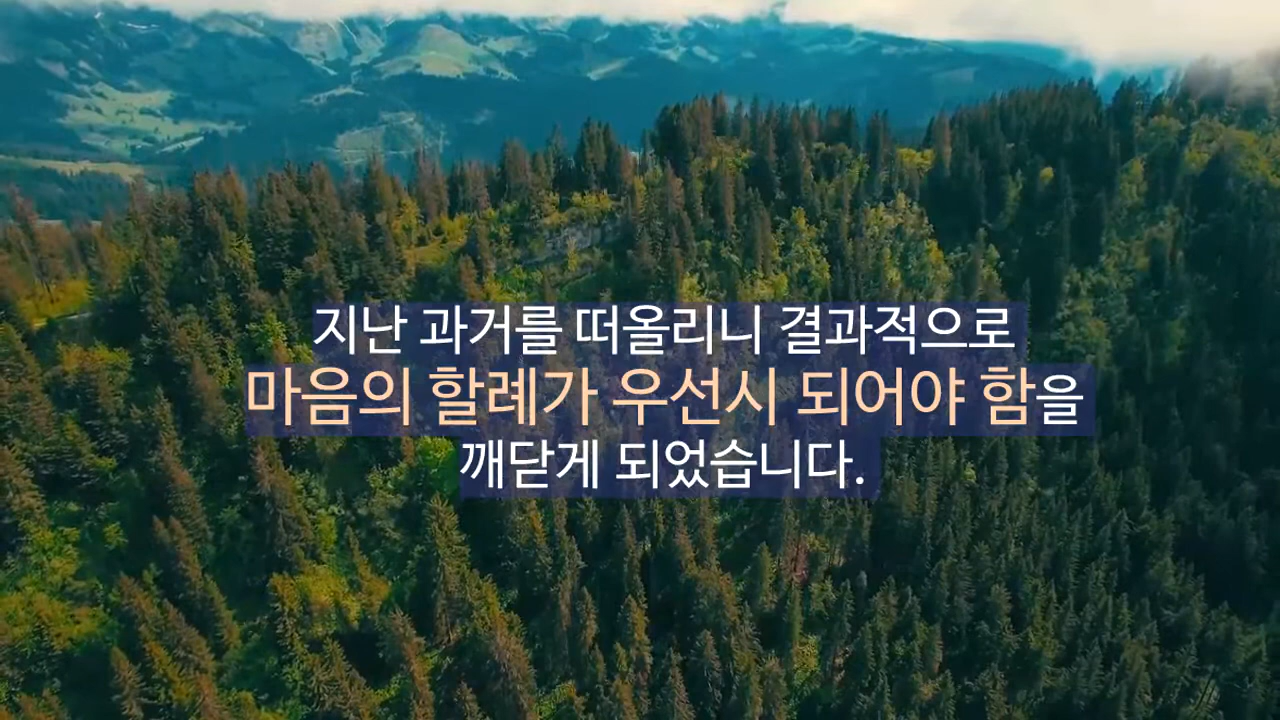 지난 과거를 떠올리니 결과적으로
마음의 할례가 우선시 되어야 함을
깨닫게 되었습니다.